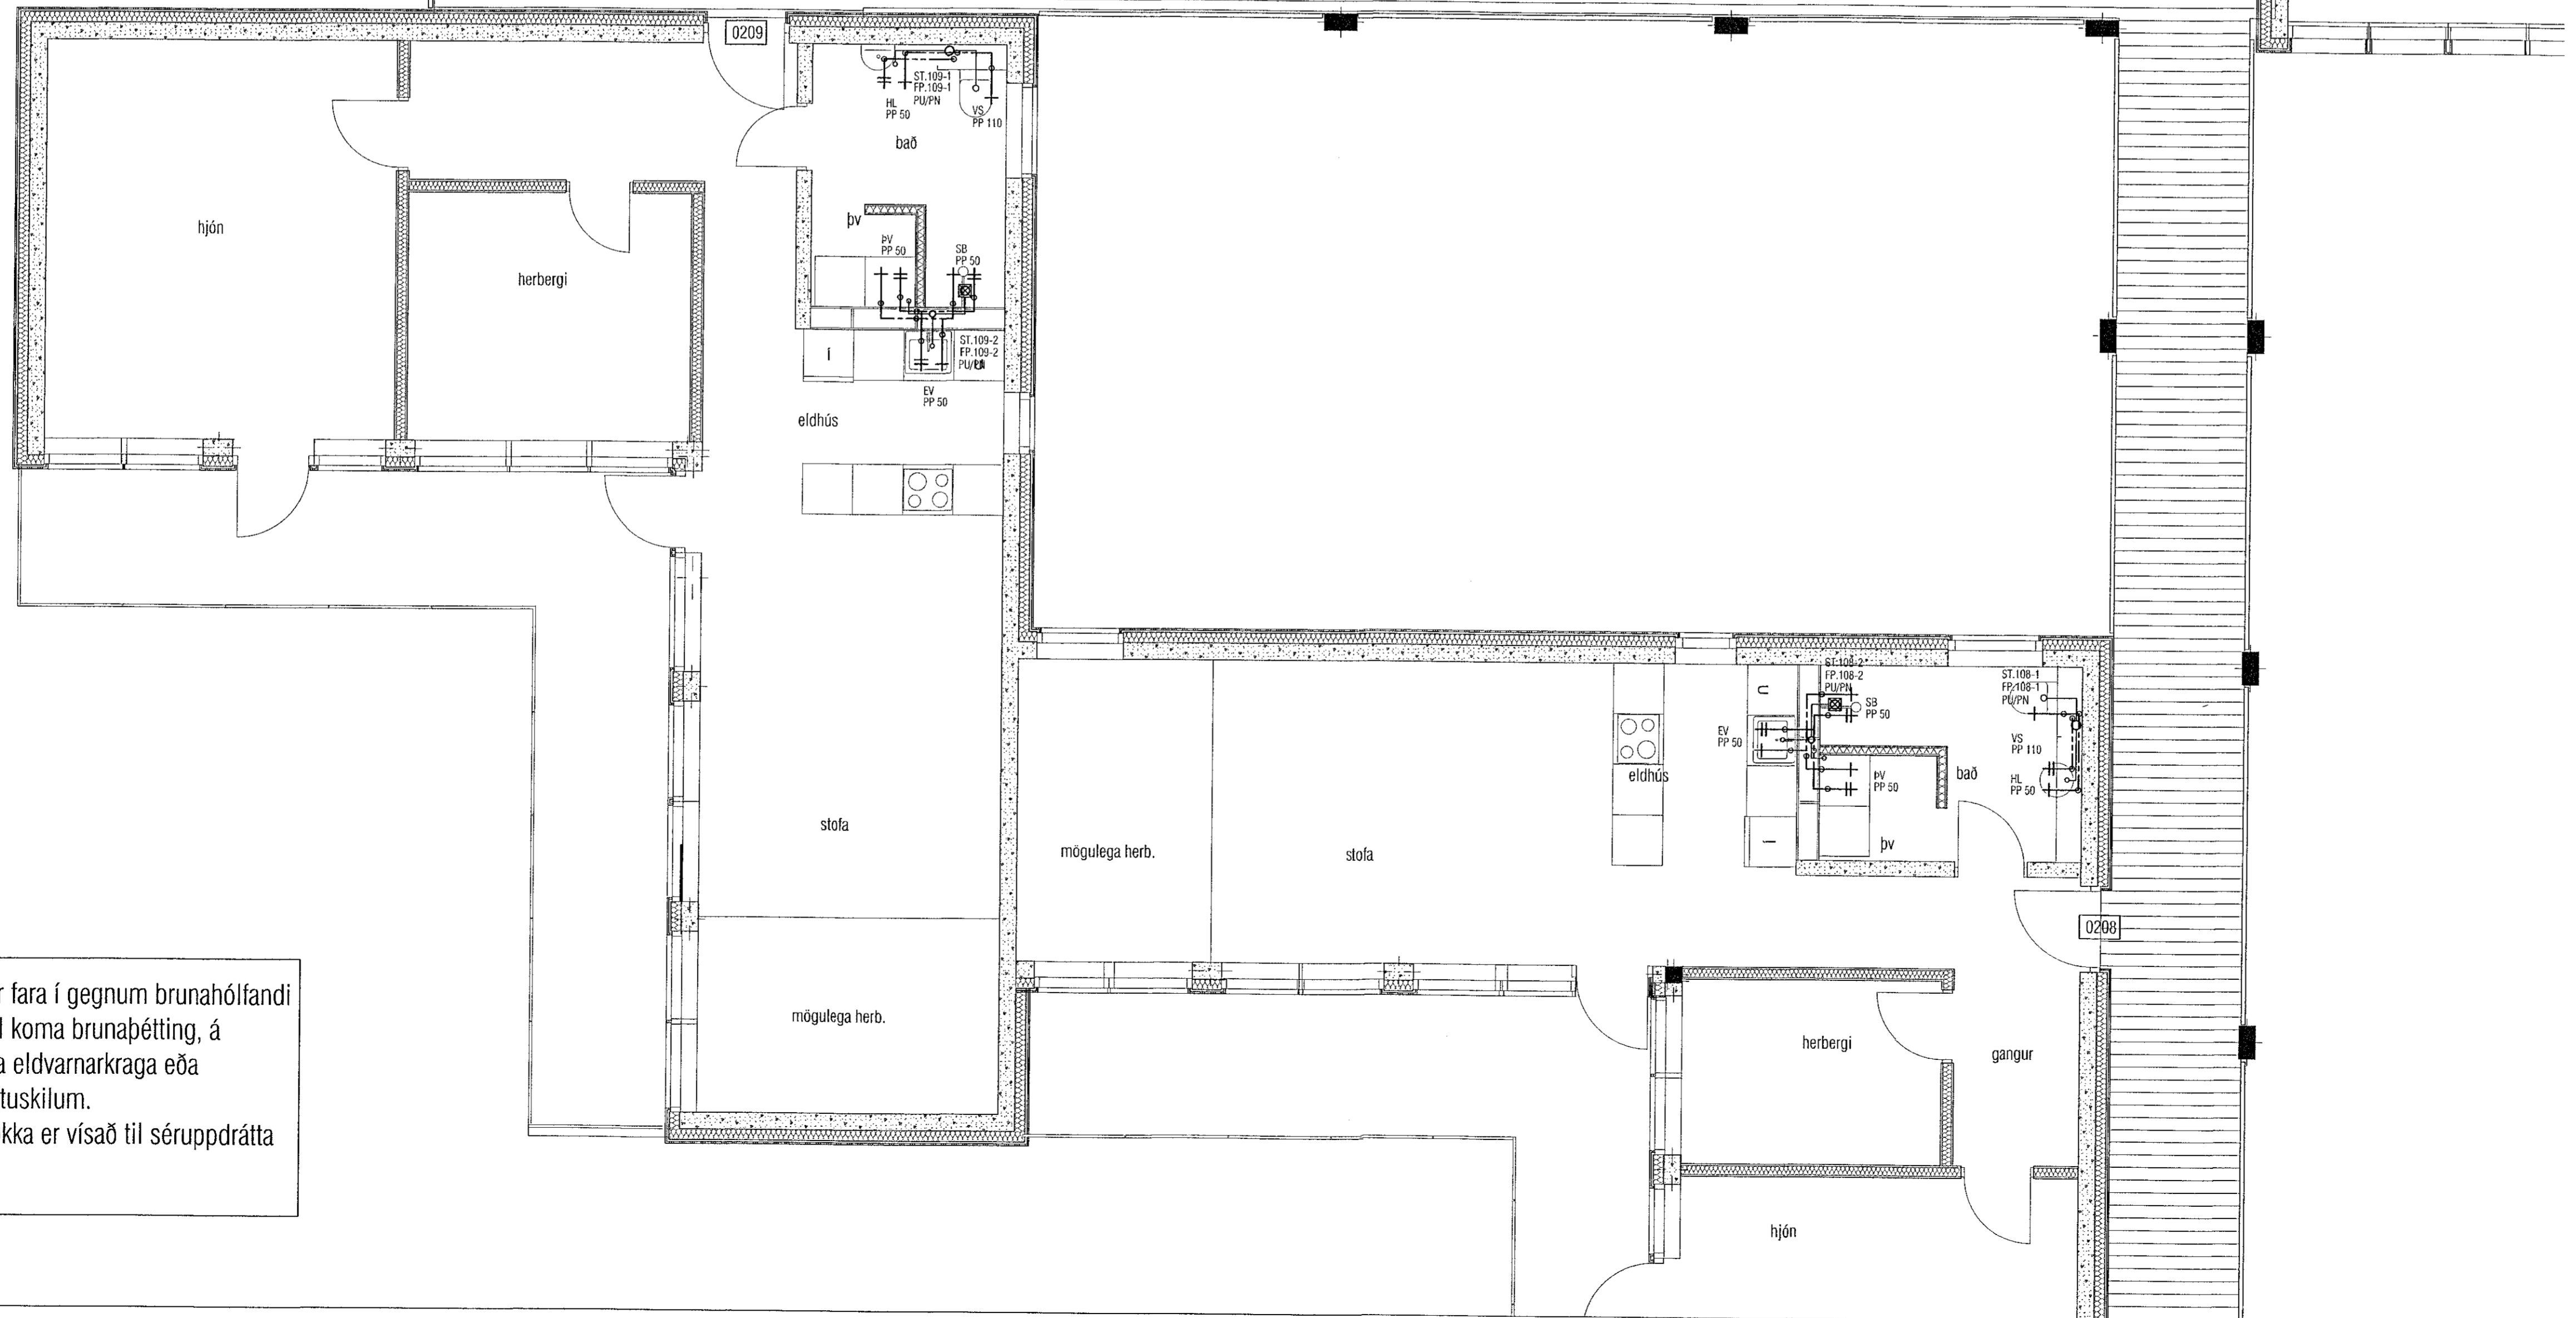 0209
ST.109-1
FP.109-1
PU/PN
HL
PP 50
VS
PP 110
bað
hjón
herbergi
þv
ÞV
PP 50
SB
PP 50
Í
ST.109-2
FP.109-2
PU/PN
EV
PP 50
eldhús
stofa
mögulega herb.
mögulega herb.
stofa
eldhús
U
EV
PP 50
Í
ST.108-2
FP.108-2
PU/PN
SB
PP 50
ÞV
PP 50
þv
bað
ST.108-1
FP.108-1
PU/PN
VS
PP 110
HL
PP 50
0208
herbergi
gangur
hjón
r fara í gegnum brunahólfandi
koma brunaþétting, á
eldvarnarkraga eða
tuskilum.
kka er vísað til séruppdrátta